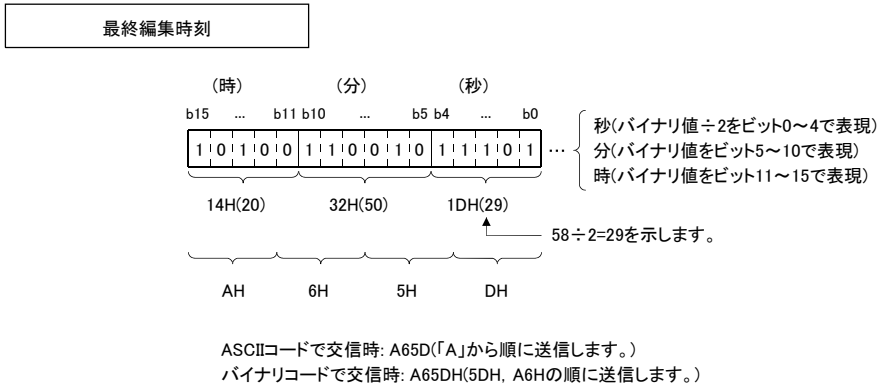 最終編集時刻
(時) (分) (秒)
b15 ... b11 b10 ... b5 b4 ... b0
1 0 1 0 0 1 1 0 0 1 0 1 1 1 0 1 ...
秒(バイナリ値÷2をビット0～4で表現)
分(バイナリ値をビット5～10で表現)
時(バイナリ値をビット11～15で表現)
14H(20) 32H(50) 1DH(29)
58÷2=29を示します。
AH 6H 5H DH
ASCIIコードで交信時: A65D(「A」から順に送信します。)
バイナリコードで交信時: A65DH(5DH, A6Hの順に送信します。)